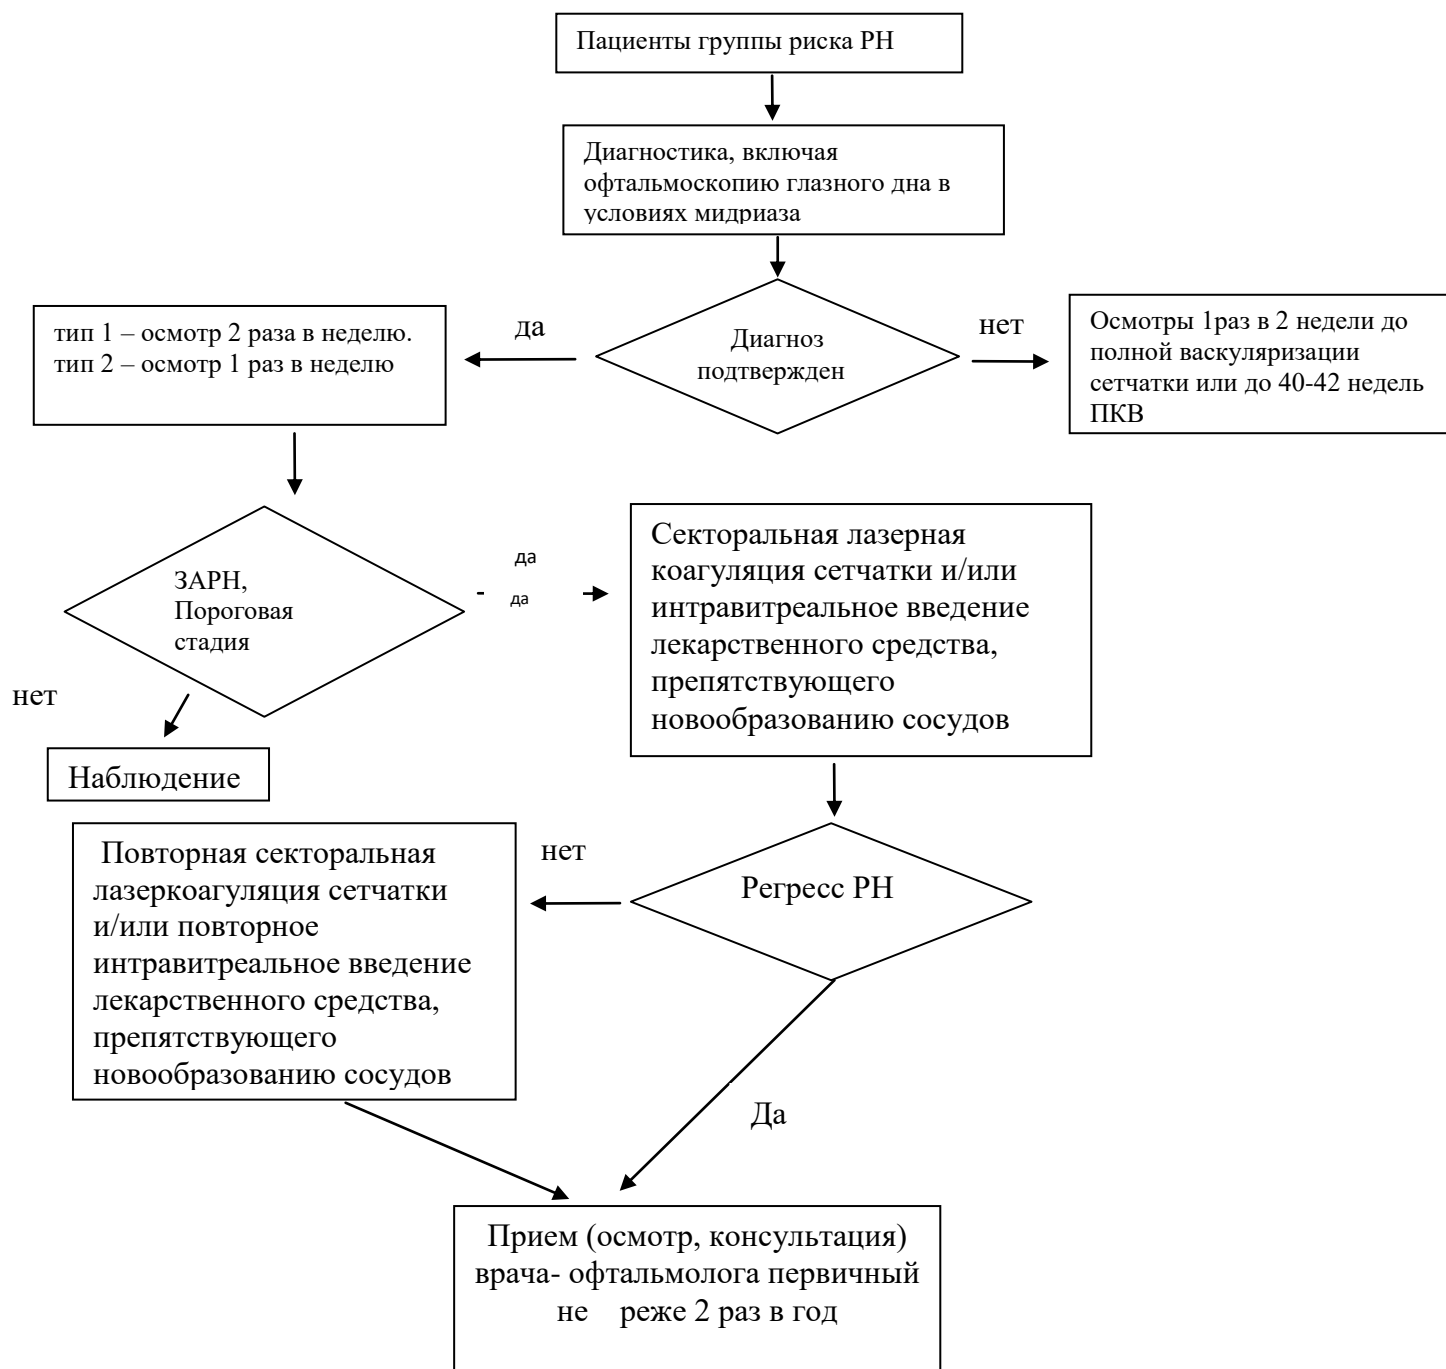 Пациенты группы риска РН
Диагностика, включая
офтальмоскопию глазного дна в
условиях мидриаза
да
нет
тип 1 – осмотр 2 раза в неделю.
тип 2 – осмотр 1 раз в неделю
Диагноз
подтвержден
Осмотры 1раз в 2 недели до
полной васкуляризации
сетчатки или до 40-42 недель
ПКВ
ЗАРН,
Пороговая
стадия
да
да
Секторальная лазерная
коагуляция сетчатки и/или
интравитреальное введение
лекарственного средства,
препятствующего
новообразованию сосудов
нет
Наблюдение
Повторная секторальная
лазеркоагуляция сетчатки
и/или повторное
интравитреальное введение
лекарственного средства,
препятствующего
новообразованию сосудов
нет
Регресс РН
Да
Прием (осмотр, консультация)
врача- офтальмолога первичный
не реже 2 раз в год